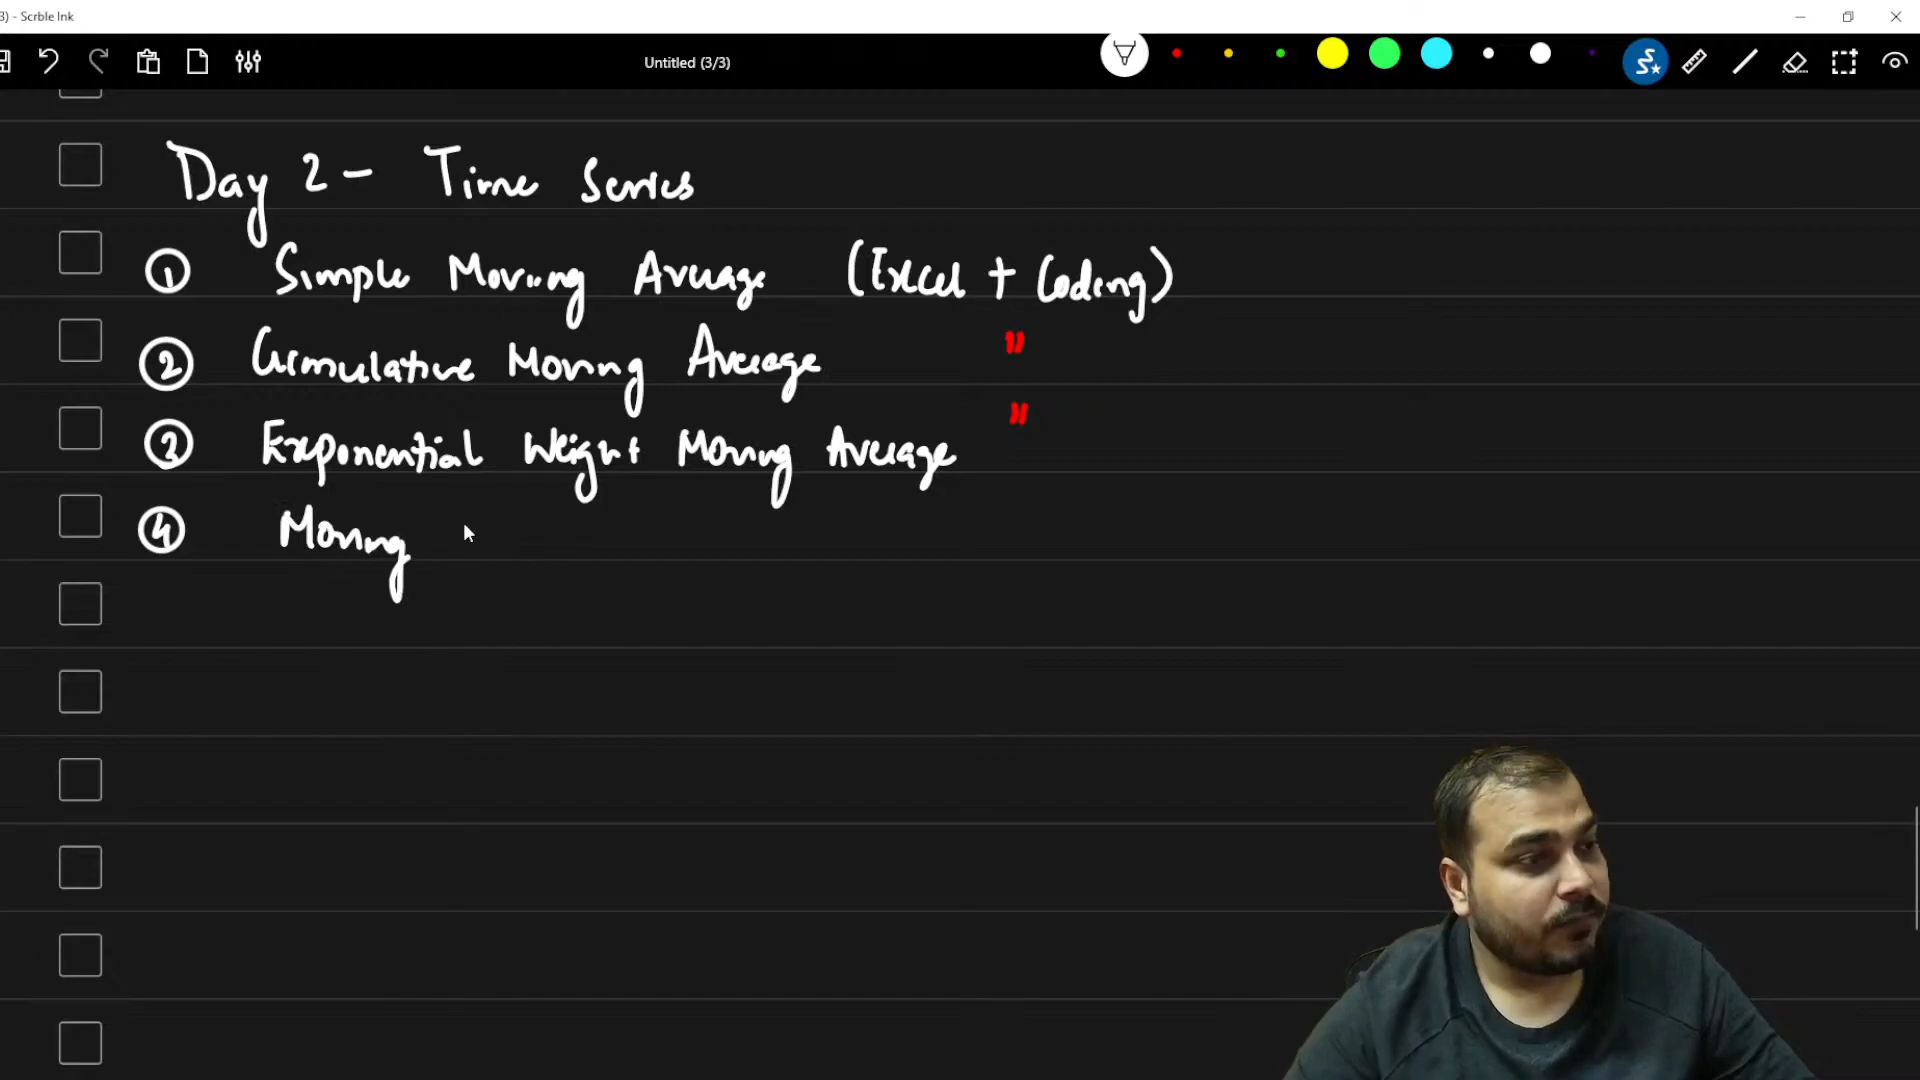 3) - Scrble Ink
Untitled (3/3)
Day 2 - Time Series
① Simple Moving Average (Excel + Coding)
② Cummulative Moving Average "
③ Exponential Weight Moving Average "
④ Moving